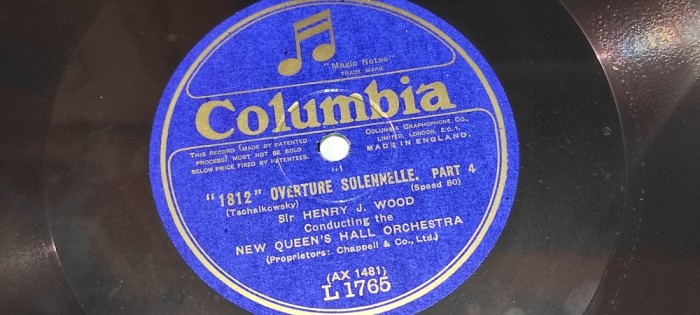 "Magic Notes"
TRADE MARK.
Columbia
THIS RECORD (MADE BY PATENTED
PROCESS) MUST NOT BE SOLD
BELOW PRICE FIXED BY PATENTEES.
COLUMBIA GRAPHOPHONE CO.,
LIMITED, LONDON, E.C.1.
MADE IN ENGLAND.
"1812" OVERTURE SOLENNELLE. PART 4
(Tschaikowsky)
(Speed 80)
Sir HENRY J. WOOD
Conducting the
NEW QUEEN'S HALL ORCHESTRA
(Proprietors: Chappell & Co., Ltd.)
(AX 1481)
L 1765